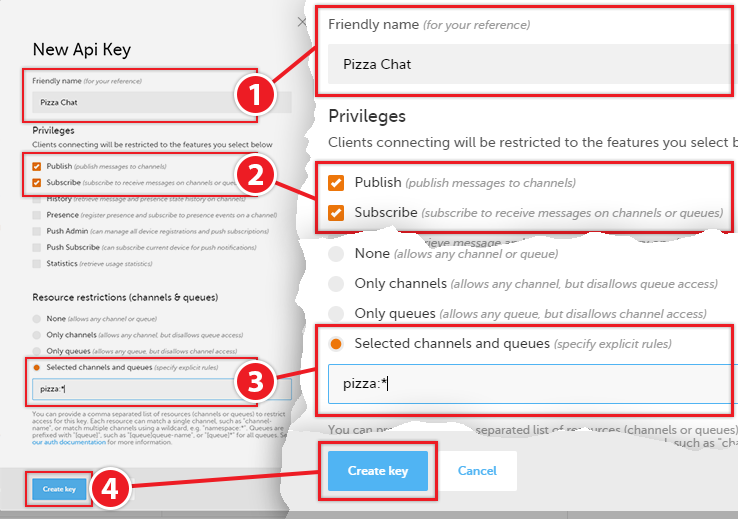 New Api Key
Friendly name (for your reference)
Pizza Chat
Privileges
Clients connecting will be restricted to the features you select below
Publish (publish messages to channels)
Subscribe (subscribe to receive messages on channels or que
History (retrieve message and presence state history on channels)
Presence (register presence and subscribe to presence events on a channel)
Push Admin (can manage all device registrations and push subscriptions)
Push Subscribe (can subscribe current device for push notifications)
Statistics (retrieve usage statistics)
Resource restrictions (channels & queues)
None (allows any channel or queue)
Only channels (allows any channel, but disallows queue access)
Only queues (allows any queue, but disallows channel access)
Selected channels and queues (specify explicit rules)
pizza:*
You can provide a comma separated list of resources (channels or queues) to restrict
access for this key. Each resource can match a single channel, such as "channel-
name", or match multiple channels using a wildcard, e.g. "namespace:*". Queues are
prefixed with "[queue]", such as "[queue]queue-name", or "[queue]*" for all queues. Se
our auth documentation for more information.
Create key
1
2
3
4
Friendly name (for your reference)
Pizza Chat
Privileges
Clients connecting will be restricted to the features you select b
Publish (publish messages to channels)
Subscribe (subscribe to receive messages on channels or queues)
None (allows any channel or queue)
Only channels (allows any channel, but disallows queue access)
Only queues (allows any queue, but disallows channel access)
Selected channels and queues (specify explicit rules)
pizza:*
You can pr separated list of resources (channels or queues)
, such as "cha
Create key
Cancel